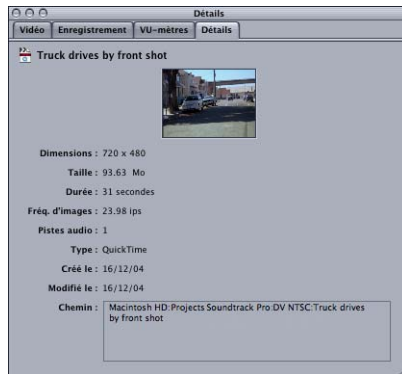 Détails
Vidéo Enregistrement VU-mètres Détails
Truck drives by front shot
Dimensions : 720 x 480
Taille : 93.63 Mo
Durée : 31 secondes
Fréq. d'images : 23.98 ips
Pistes audio : 1
Type : QuickTime
Créé le : 16/12/04
Modifié le : 16/12/04
Chemin : Macintosh HD:Projects Soundtrack Pro:DV NTSC:Truck drives
by front shot